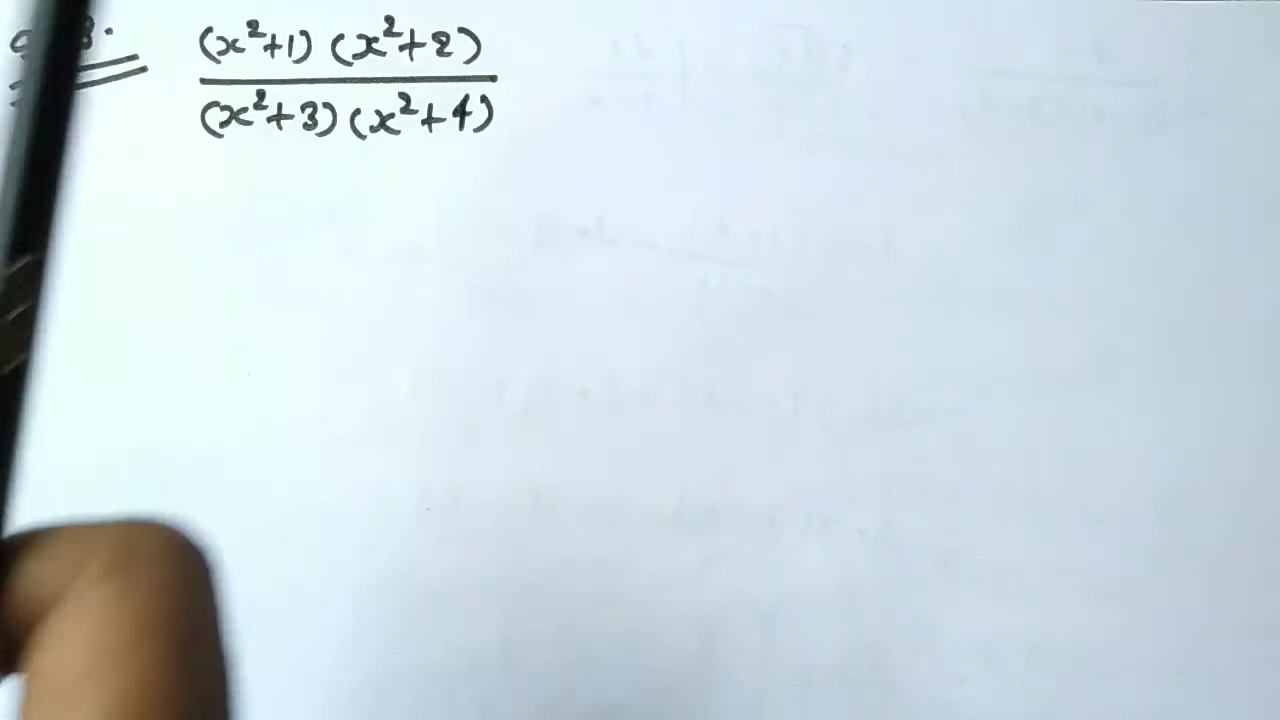 (x²+1) (x²+2)
(x²+3) (x²+4)